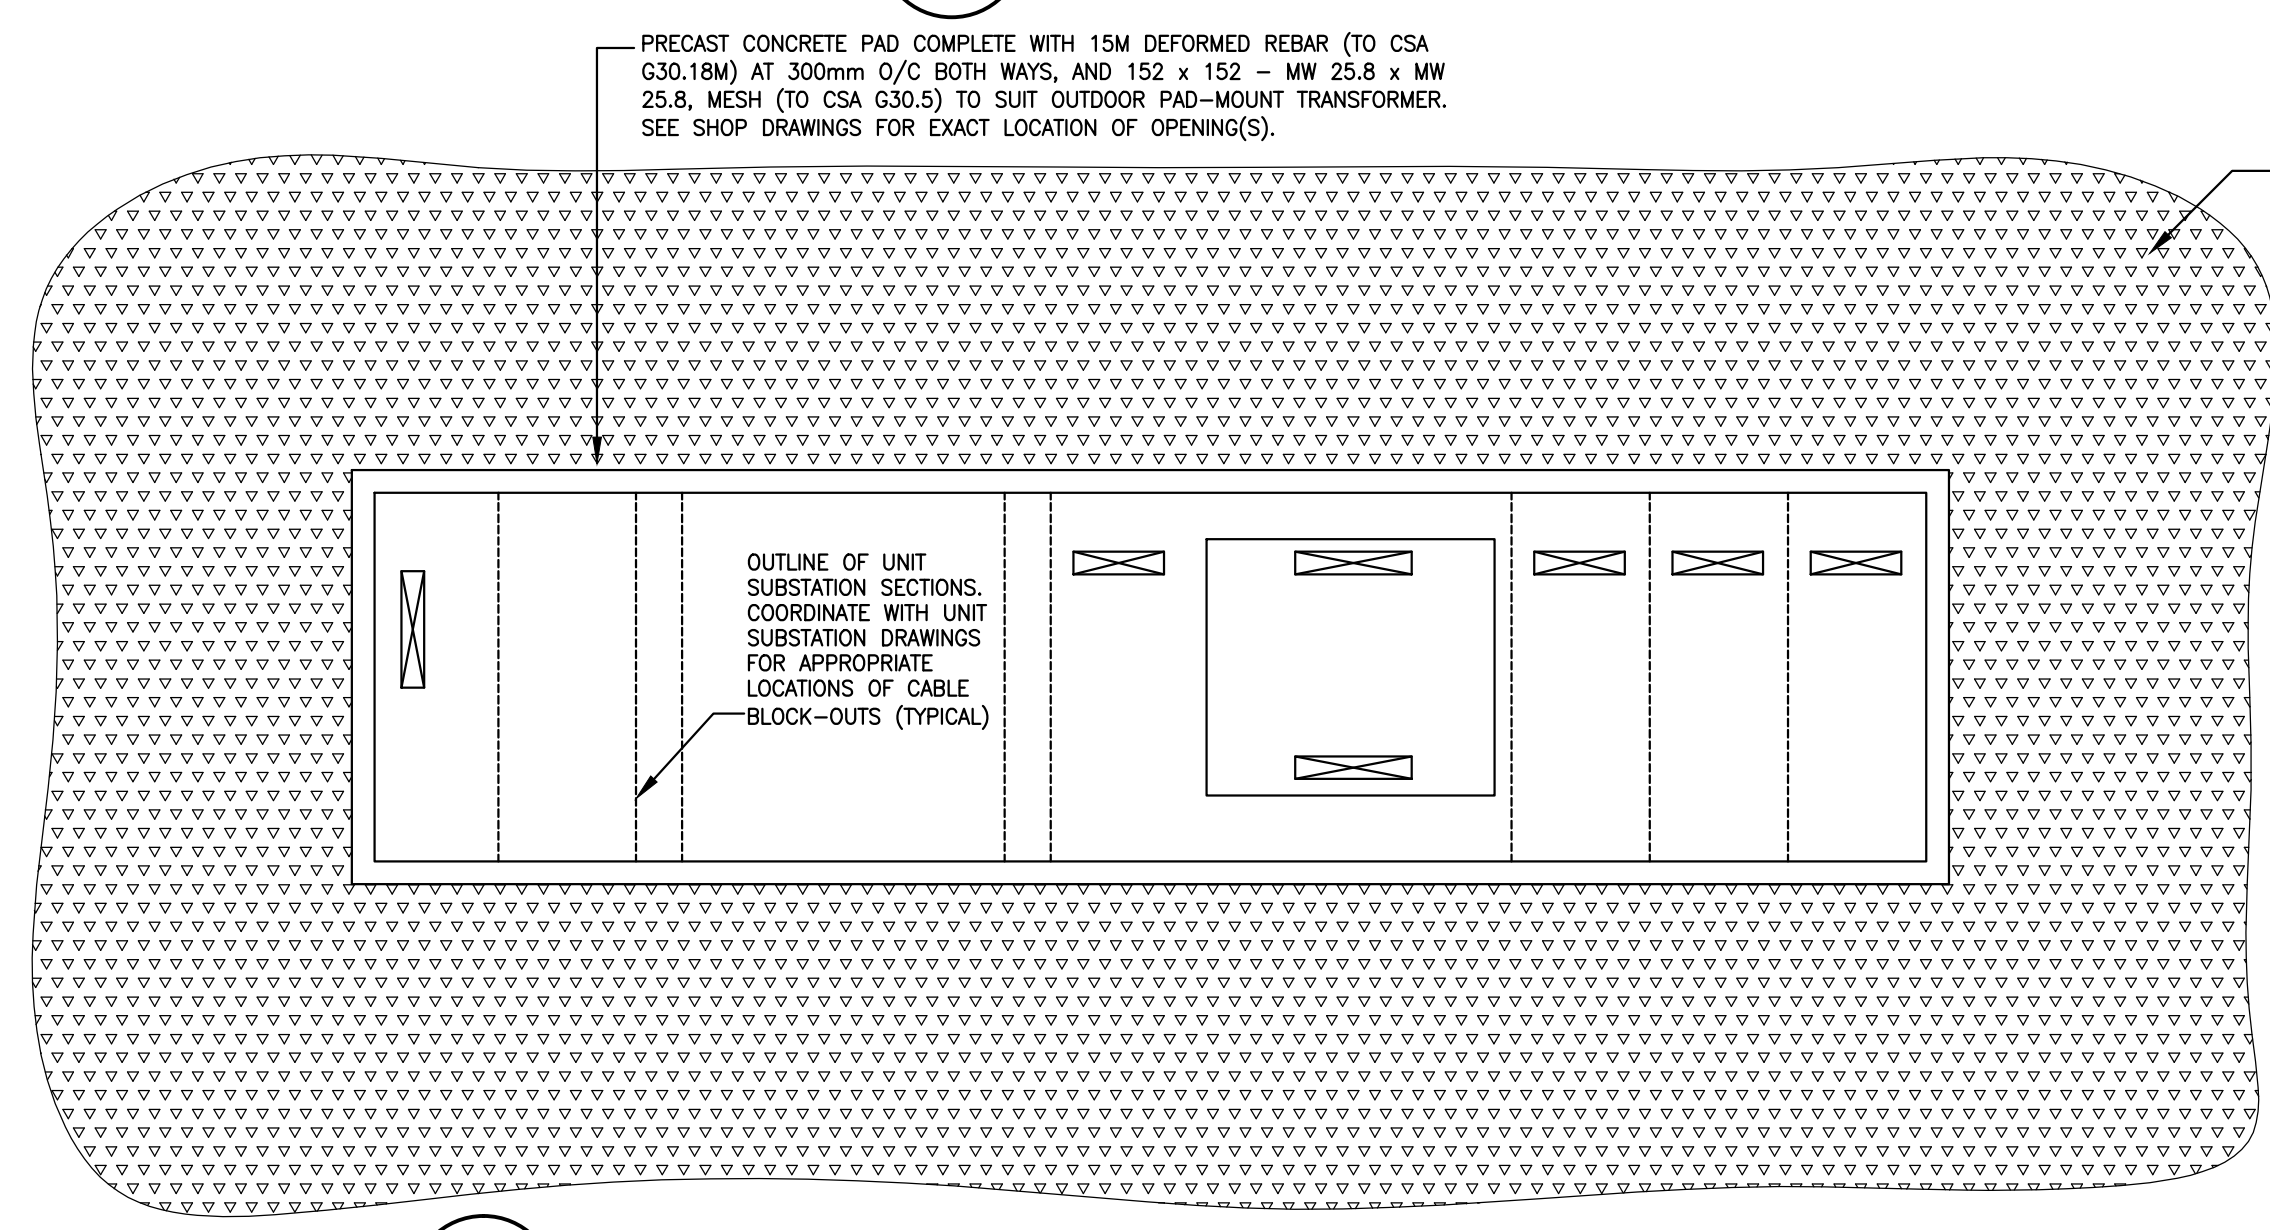 PRECAST CONCRETE PAD COMPLETE WITH 15M DEFORMED REBAR (TO CSA
G30.18M) AT 300mm O/C BOTH WAYS, AND 152 x 152 – MW 25.8 x MW
25.8, MESH (TO CSA G30.5) TO SUIT OUTDOOR PAD–MOUNT TRANSFORMER.
SEE SHOP DRAWINGS FOR EXACT LOCATION OF OPENING(S).
OUTLINE OF UNIT
SUBSTATION SECTIONS.
COORDINATE WITH UNIT
SUBSTATION DRAWINGS
FOR APPROPRIATE
LOCATIONS OF CABLE
BLOCK–OUTS (TYPICAL)